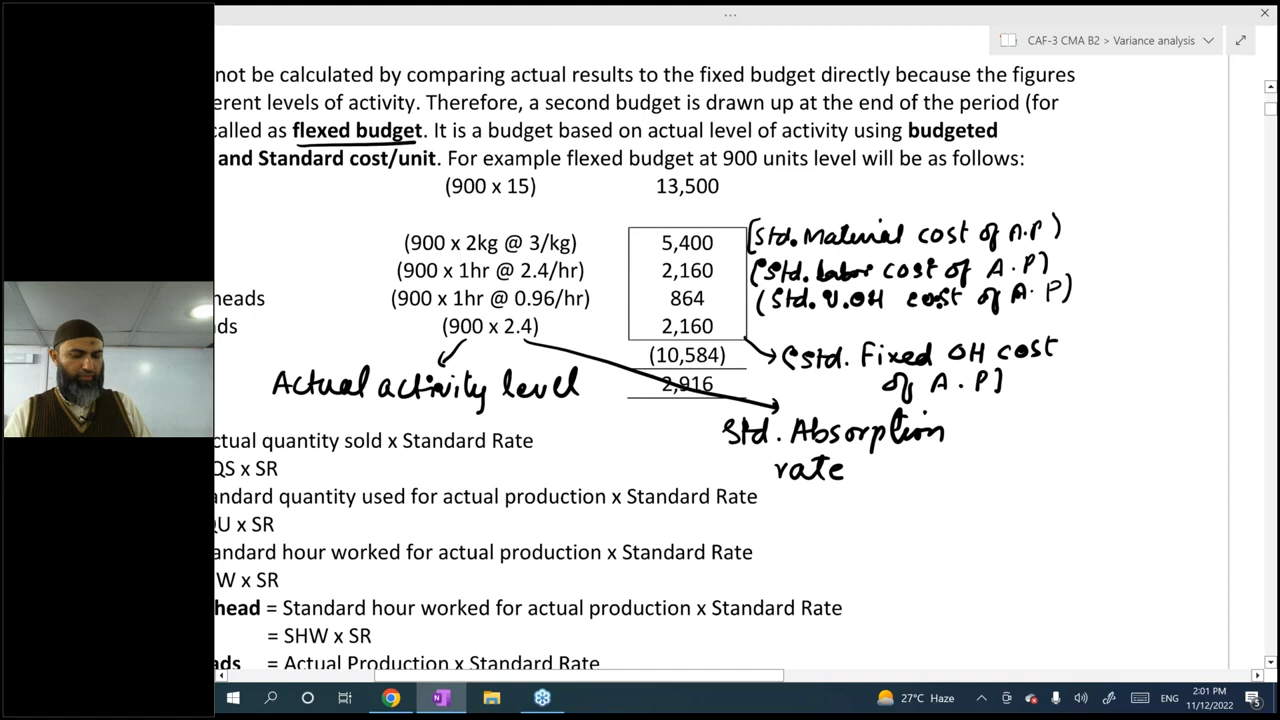 CAF-3 CMA B2 > Variance analysis
not be calculated by comparing actual results to the fixed budget directly because the figures
erent levels of activity. Therefore, a second budget is drawn up at the end of the period (for
called as flexed budget. It is a budget based on actual level of activity using budgeted
and Standard cost/unit. For example flexed budget at 900 units level will be as follows:
(900 x 15) 13,500
(900 x 2kg @ 3/kg) 5,400 [Std. Material cost of A.P)
(900 x 1hr @ 2.4/hr) 2,160 (Std. labor cost of A.P)
heads (900 x 1hr @ 0.96/hr) 864 (Std. V.OH cost of A.P)
ds (900 x 2.4) 2,160
(10,584) (Std. Fixed OH cost
of A.P]
Actual activity level 2,916
Std. Absorption
rate
ctual quantity sold x Standard Rate
QS x SR
andard quantity used for actual production x Standard Rate
QU x SR
andard hour worked for actual production x Standard Rate
W x SR
head = Standard hour worked for actual production x Standard Rate
= SHW x SR
ads = Actual Production x Standard Rate
27°C Haze
ENG
2:01 PM
11/12/2022
5